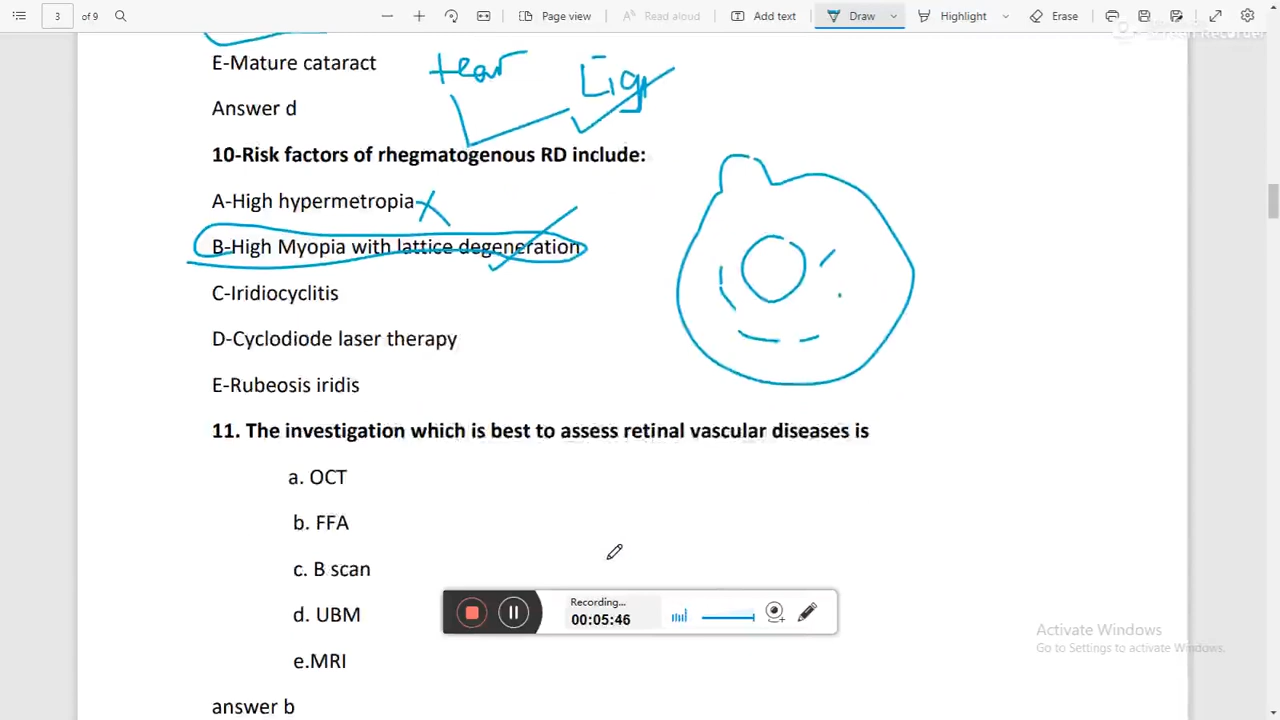 3 of 9 Page view Read aloud Add text Draw Highlight Erase
E-Mature cataract
tear
Answer d
10-Risk factors of rhegmatogenous RD include:
A-High hypermetropia
B-High Myopia with lattice degeneration
C-Iridiocyclitis
D-Cyclodiode laser therapy
E-Rubeosis iridis
11. The investigation which is best to assess retinal vascular diseases is
a. OCT
b. FFA
c. B scan
d. UBM
e.MRI
answer b
Recording...
00:05:46
Activate Windows
Go to Settings to activate Windows.